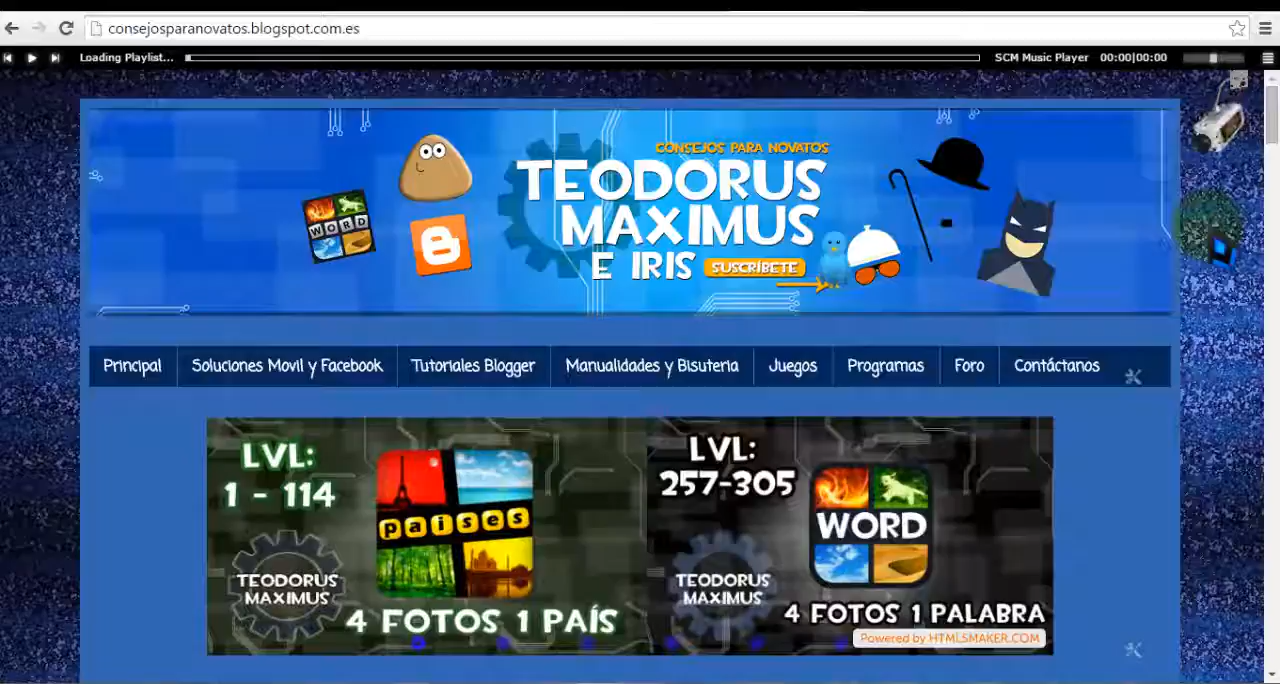 consejosparanovatos.blogspot.com.es
Loading Playlist...
SCM Music Player 00:00|00:00
CONSEJOS PARA NOVATOS
TEODORUS
MAXIMUS
E IRIS SUSCRÍBETE
WORD
Principal Soluciones Movil y Facebook Tutoriales Blogger Manualidades y Bisuteria Juegos Programas Foro Contáctanos
LVL:
1 - 114
paises
TEODORUS
MAXIMUS
4 FOTOS 1 PAÍS
LVL:
257-305
WORD
TEODORUS
MAXIMUS
4 FOTOS 1 PALABRA
Powered by HTML5MAKER.COM